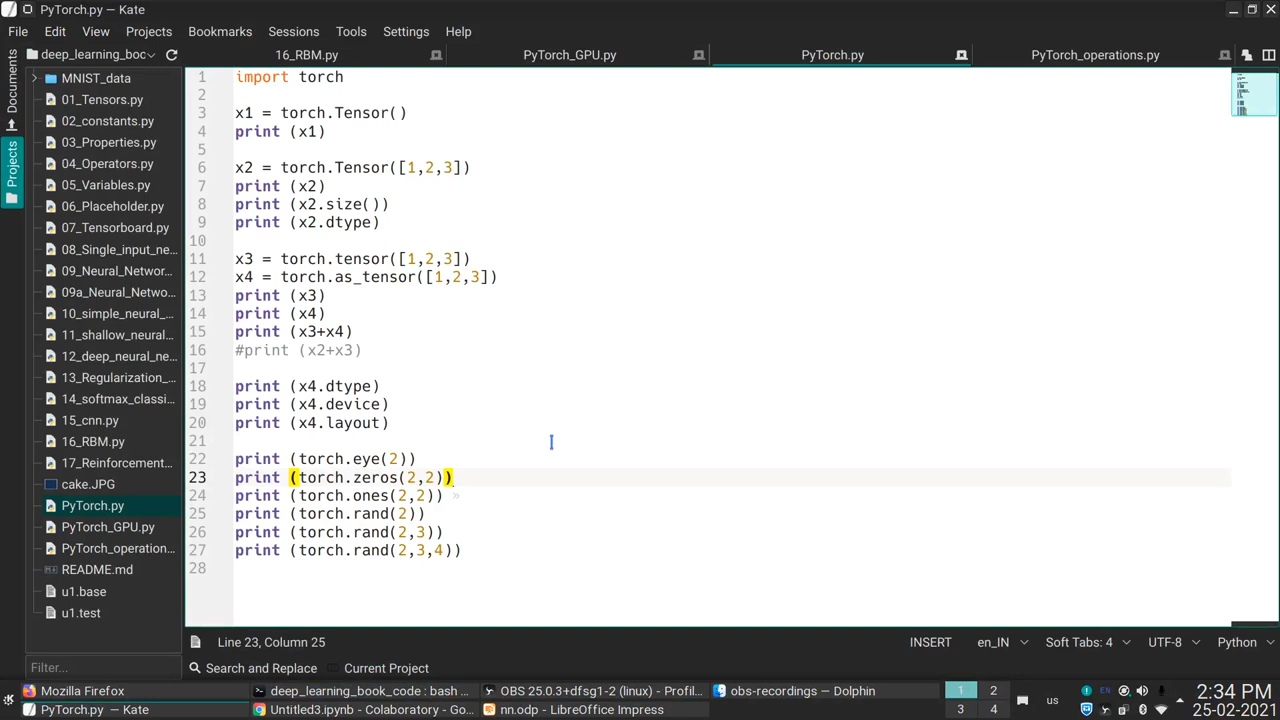 PyTorch.py — Kate
File Edit View Projects Bookmarks Sessions Tools Settings Help
deep_learning_boc
16_RBM.py PyTorch_GPU.py PyTorch.py PyTorch_operations.py
Documents
Projects
MNIST_data
01_Tensors.py
02_constants.py
03_Properties.py
04_Operators.py
05_Variables.py
06_Placeholder.py
07_Tensorboard.py
08_Single_input_ne...
09_Neural_Networ...
09a_Neural_Netwo...
10_simple_neural_...
11_shallow_neural...
12_deep_neural_ne...
13_Regularization_...
14_softmax_classi...
15_cnn.py
16_RBM.py
17_Reinforcement...
cake.JPG
PyTorch.py
PyTorch_GPU.py
PyTorch_operation...
README.md
u1.base
u1.test
Filter...
1 import torch
2
3 x1 = torch.Tensor()
4 print (x1)
5
6 x2 = torch.Tensor([1,2,3])
7 print (x2)
8 print (x2.size())
9 print (x2.dtype)
10
11 x3 = torch.tensor([1,2,3])
12 x4 = torch.as_tensor([1,2,3])
13 print (x3)
14 print (x4)
15 print (x3+x4)
16 #print (x2+x3)
17
18 print (x4.dtype)
19 print (x4.device)
20 print (x4.layout)
21
22 print (torch.eye(2))
23 print (torch.zeros(2,2))
24 print (torch.ones(2,2)) »
25 print (torch.rand(2))
26 print (torch.rand(2,3))
27 print (torch.rand(2,3,4))
28
Line 23, Column 25 INSERT en_IN Soft Tabs: 4 UTF-8 Python
Search and Replace Current Project
Mozilla Firefox deep_learning_book_code : bash ... OBS 25.0.3+dfsg1-2 (linux) - Profil... obs-recordings — Dolphin
PyTorch.py — Kate Untitled3.ipynb - Colaboratory - Go... nn.odp - LibreOffice Impress
1 2
3 4
us
EN
2:34 PM
25-02-2021